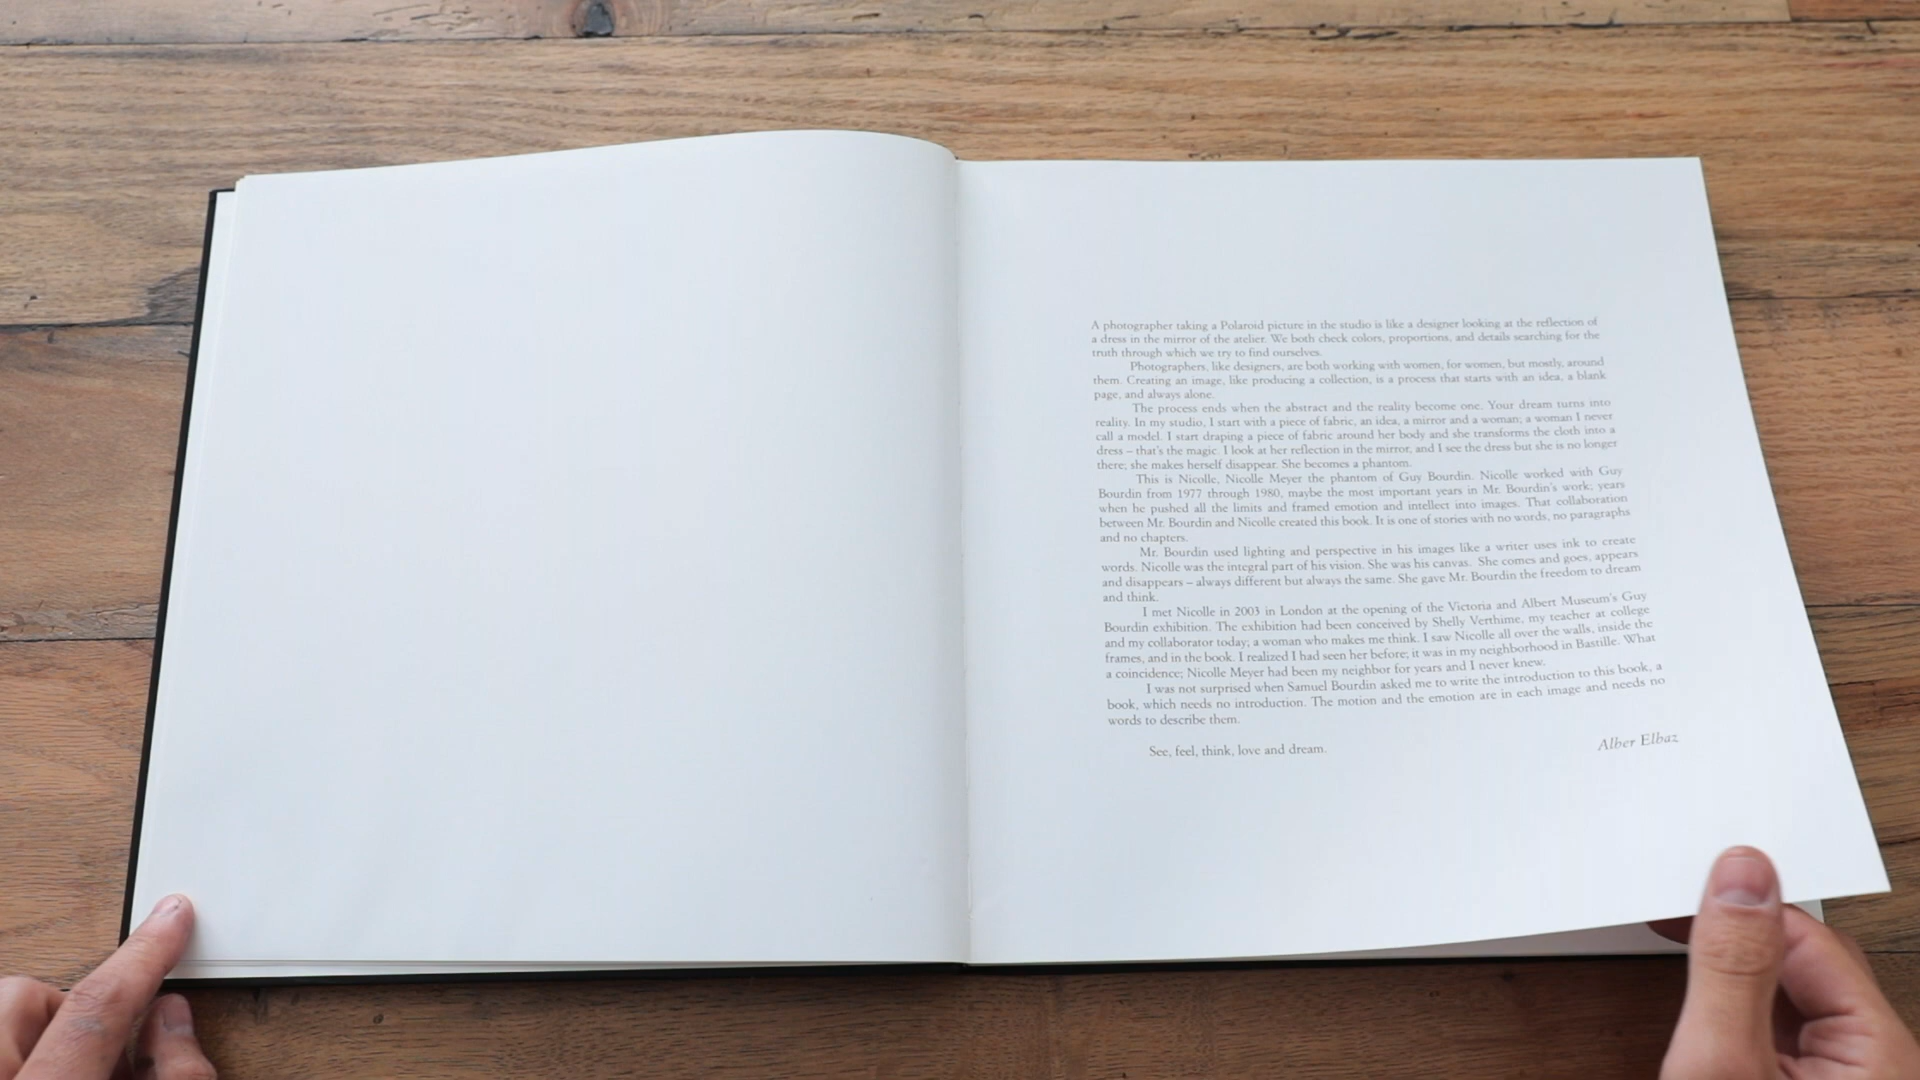 A photographer taking a Polaroid picture in the studio is like a designer looking at the reflection of
a dress in the mirror of the atelier. We both check colors, proportions, and details searching for the
truth through which we try to find ourselves.
Photographers, like designers, are both working with women, for women, but mostly, around
them. Creating an image, like producing a collection, is a process that starts with an idea, a blank
page, and always alone.
The process ends when the abstract and the reality become one. Your dream turns into
reality. In my studio, I start with a piece of fabric, an idea, a mirror and a woman; a woman I never
call a model. I start draping a piece of fabric around her body and she transforms the cloth into a
dress – that's the magic. I look at her reflection in the mirror, and I see the dress but she is no longer
there; she makes herself disappear. She becomes a phantom.
This is Nicolle, Nicolle Meyer the phantom of Guy Bourdin. Nicolle worked with Guy
Bourdin from 1977 through 1980, maybe the most important years in Mr. Bourdin's work; years
when he pushed all the limits and framed emotion and intellect into images. That collaboration
between Mr. Bourdin and Nicolle created this book. It is one of stories with no words, no paragraphs
and no chapters.
Mr. Bourdin used lighting and perspective in his images like a writer uses ink to create
words. Nicolle was the integral part of his vision. She was his canvas. She comes and goes, appears
and disappears – always different but always the same. She gave Mr. Bourdin the freedom to dream
and think.
I met Nicolle in 2003 in London at the opening of the Victoria and Albert Museum's Guy
Bourdin exhibition. The exhibition had been conceived by Shelly Verthime, my teacher at college
and my collaborator today; a woman who makes me think. I saw Nicolle all over the walls, inside the
frames, and in the book. I realized I had seen her before; it was in my neighborhood in Bastille. What
a coincidence; Nicolle Meyer had been my neighbor for years and I never knew.
I was not surprised when Samuel Bourdin asked me to write the introduction to this book, a
book, which needs no introduction. The motion and the emotion are in each image and needs no
words to describe them.
See, feel, think, love and dream.
Alber Elbaz